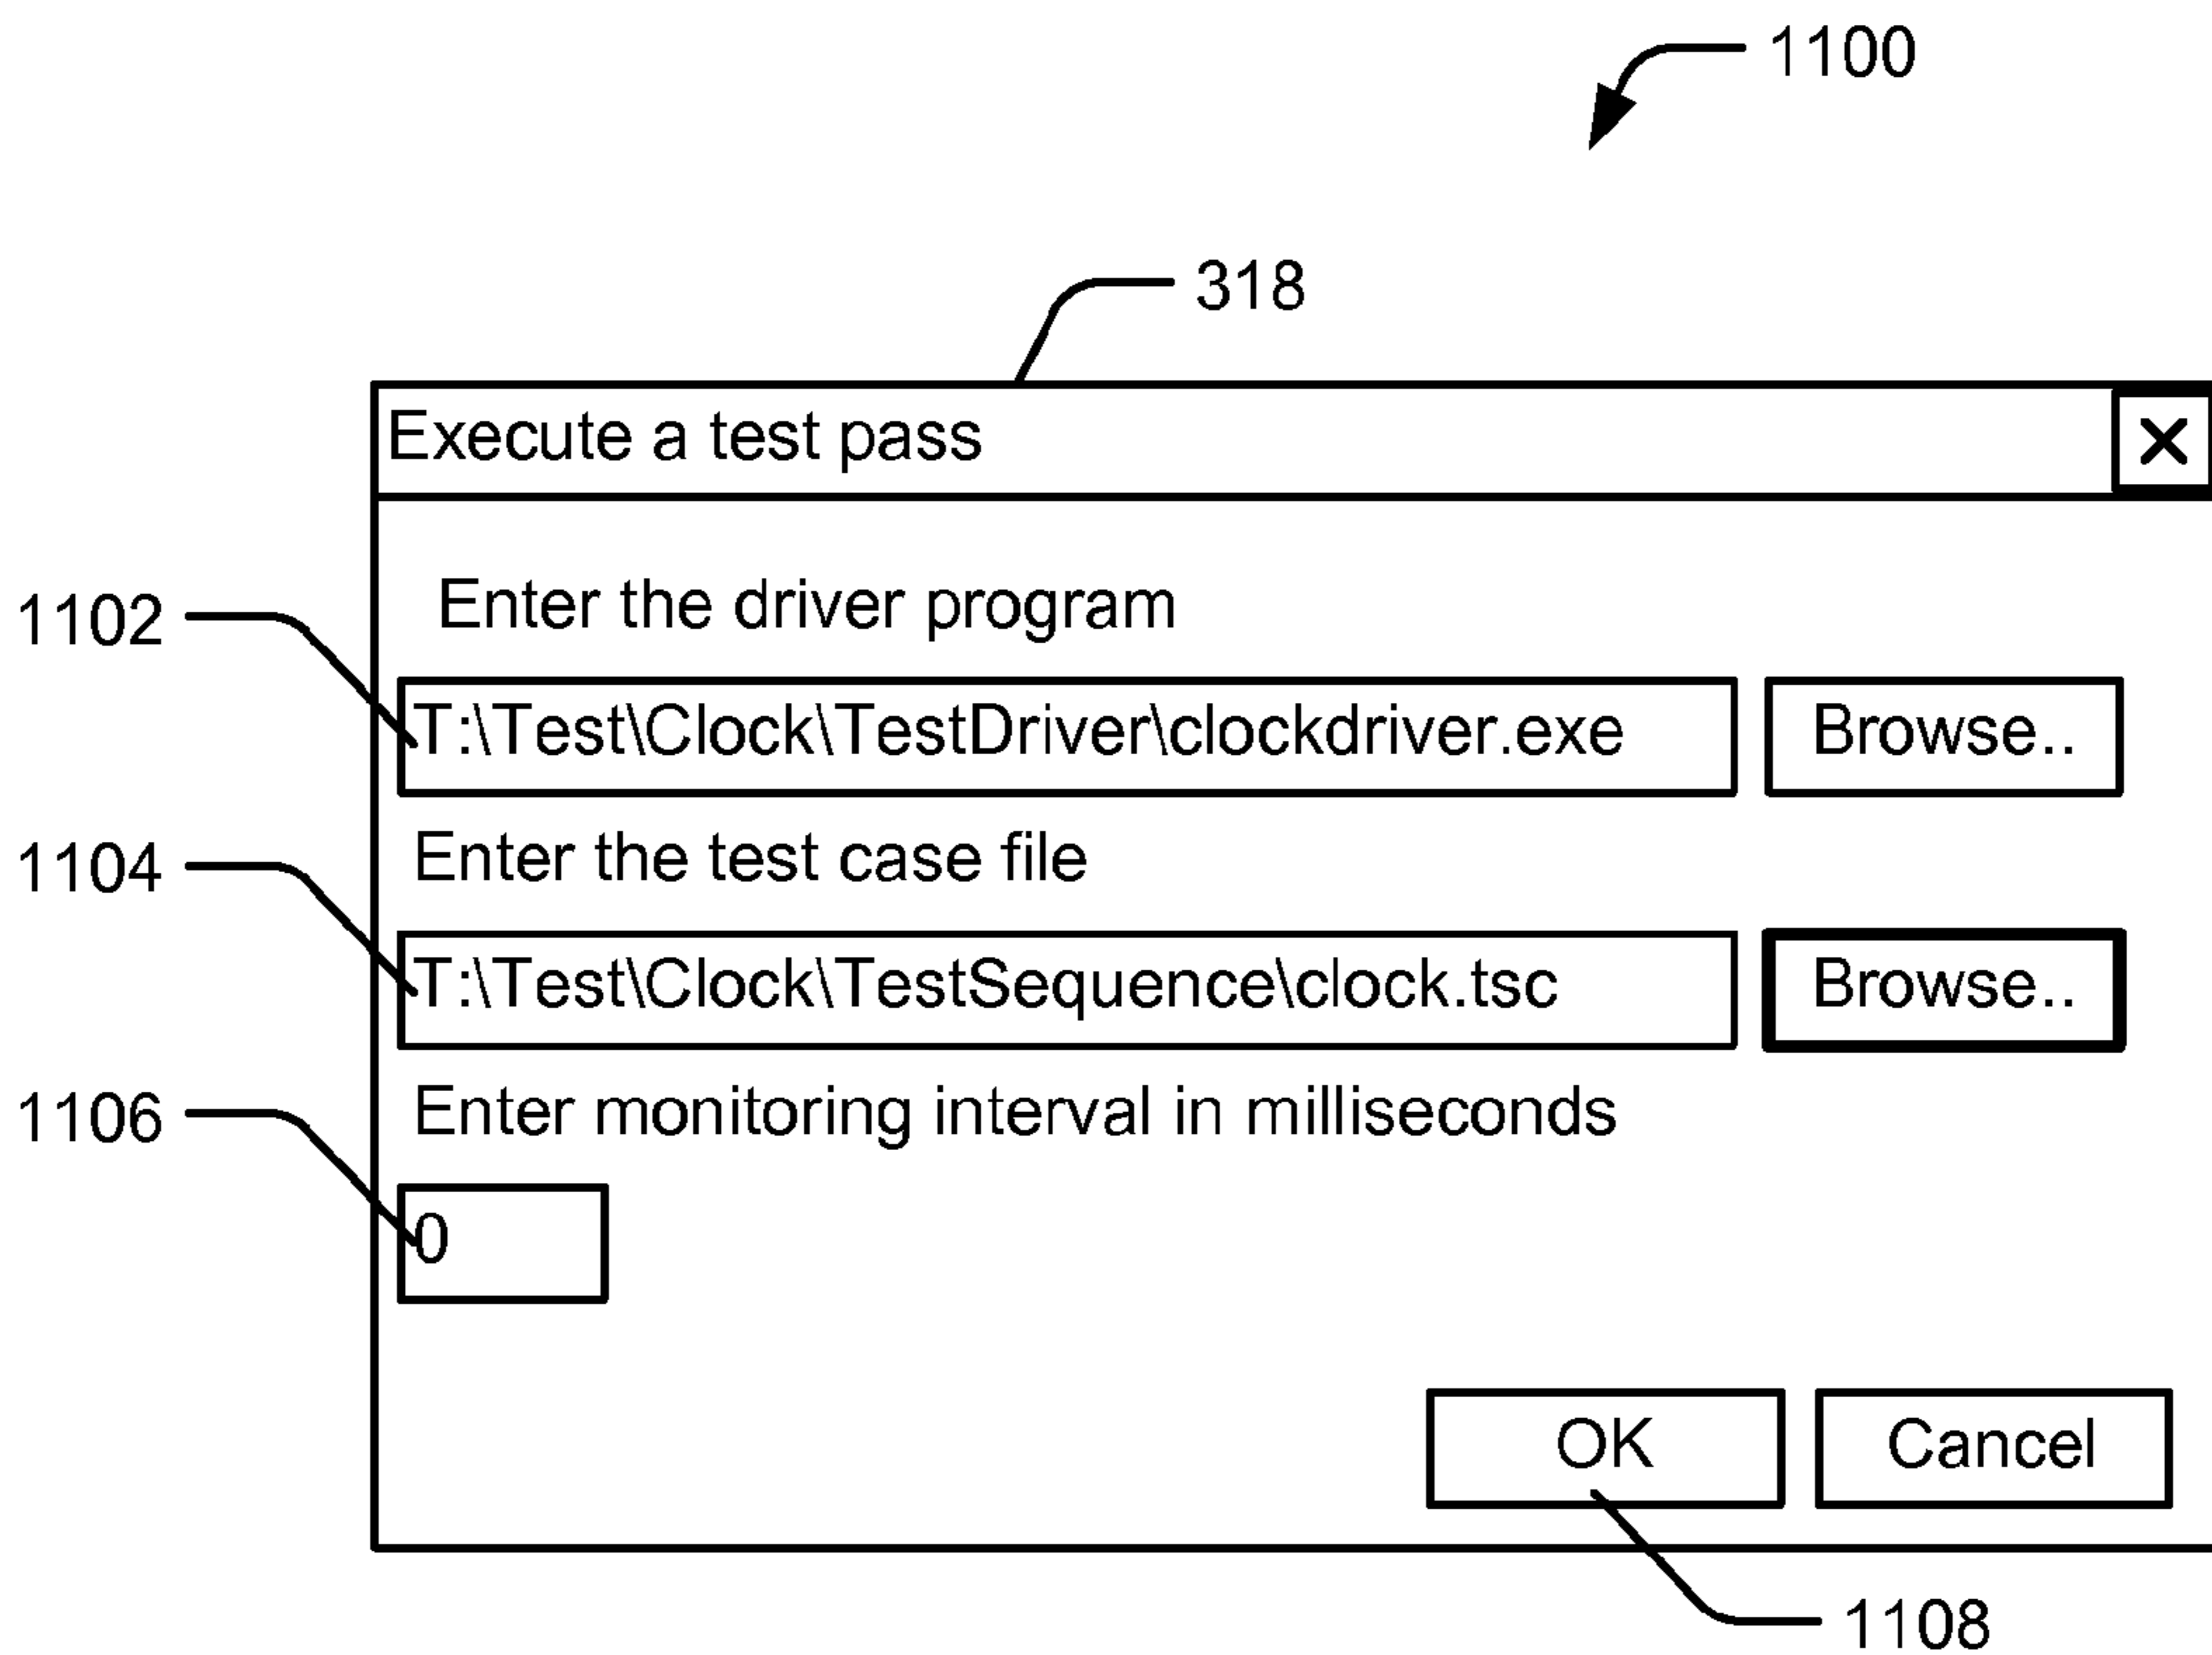 1100
318
Execute a test pass
Enter the driver program
1102
T:\Test\Clock\TestDriver\clockdriver.exe Browse..
Enter the test case file
1104
T:\Test\Clock\TestSequence\clock.tsc Browse..
Enter monitoring interval in milliseconds
1106
0
OK Cancel
1108